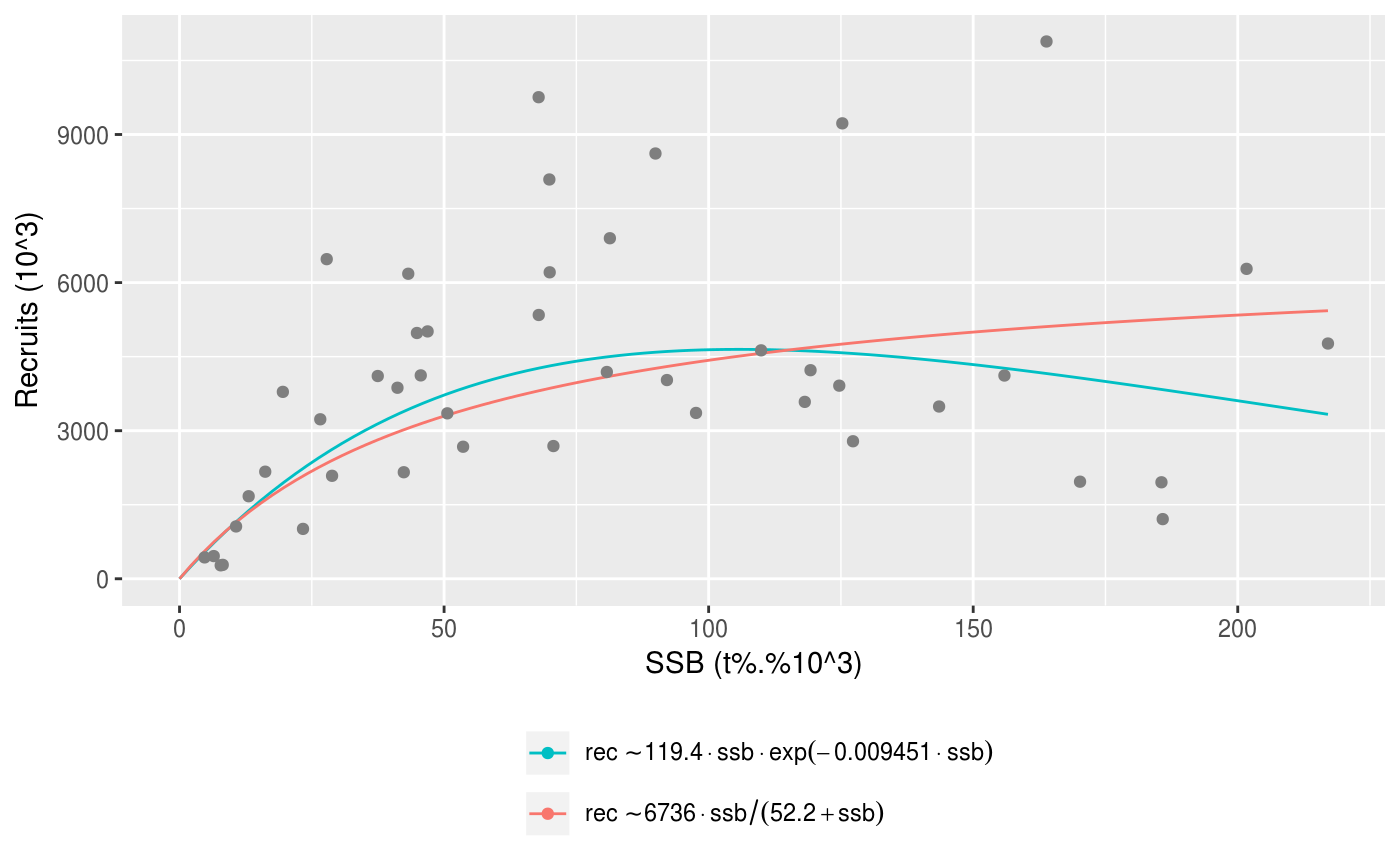 9000
6000
3000
0
Recruits (10^3)
0 50 100 150 200
SSB (t%.%10^3)
rec ~119.4·ssb·exp(−0.009451·ssb)
rec ~6736·ssb/(52.2+ssb)